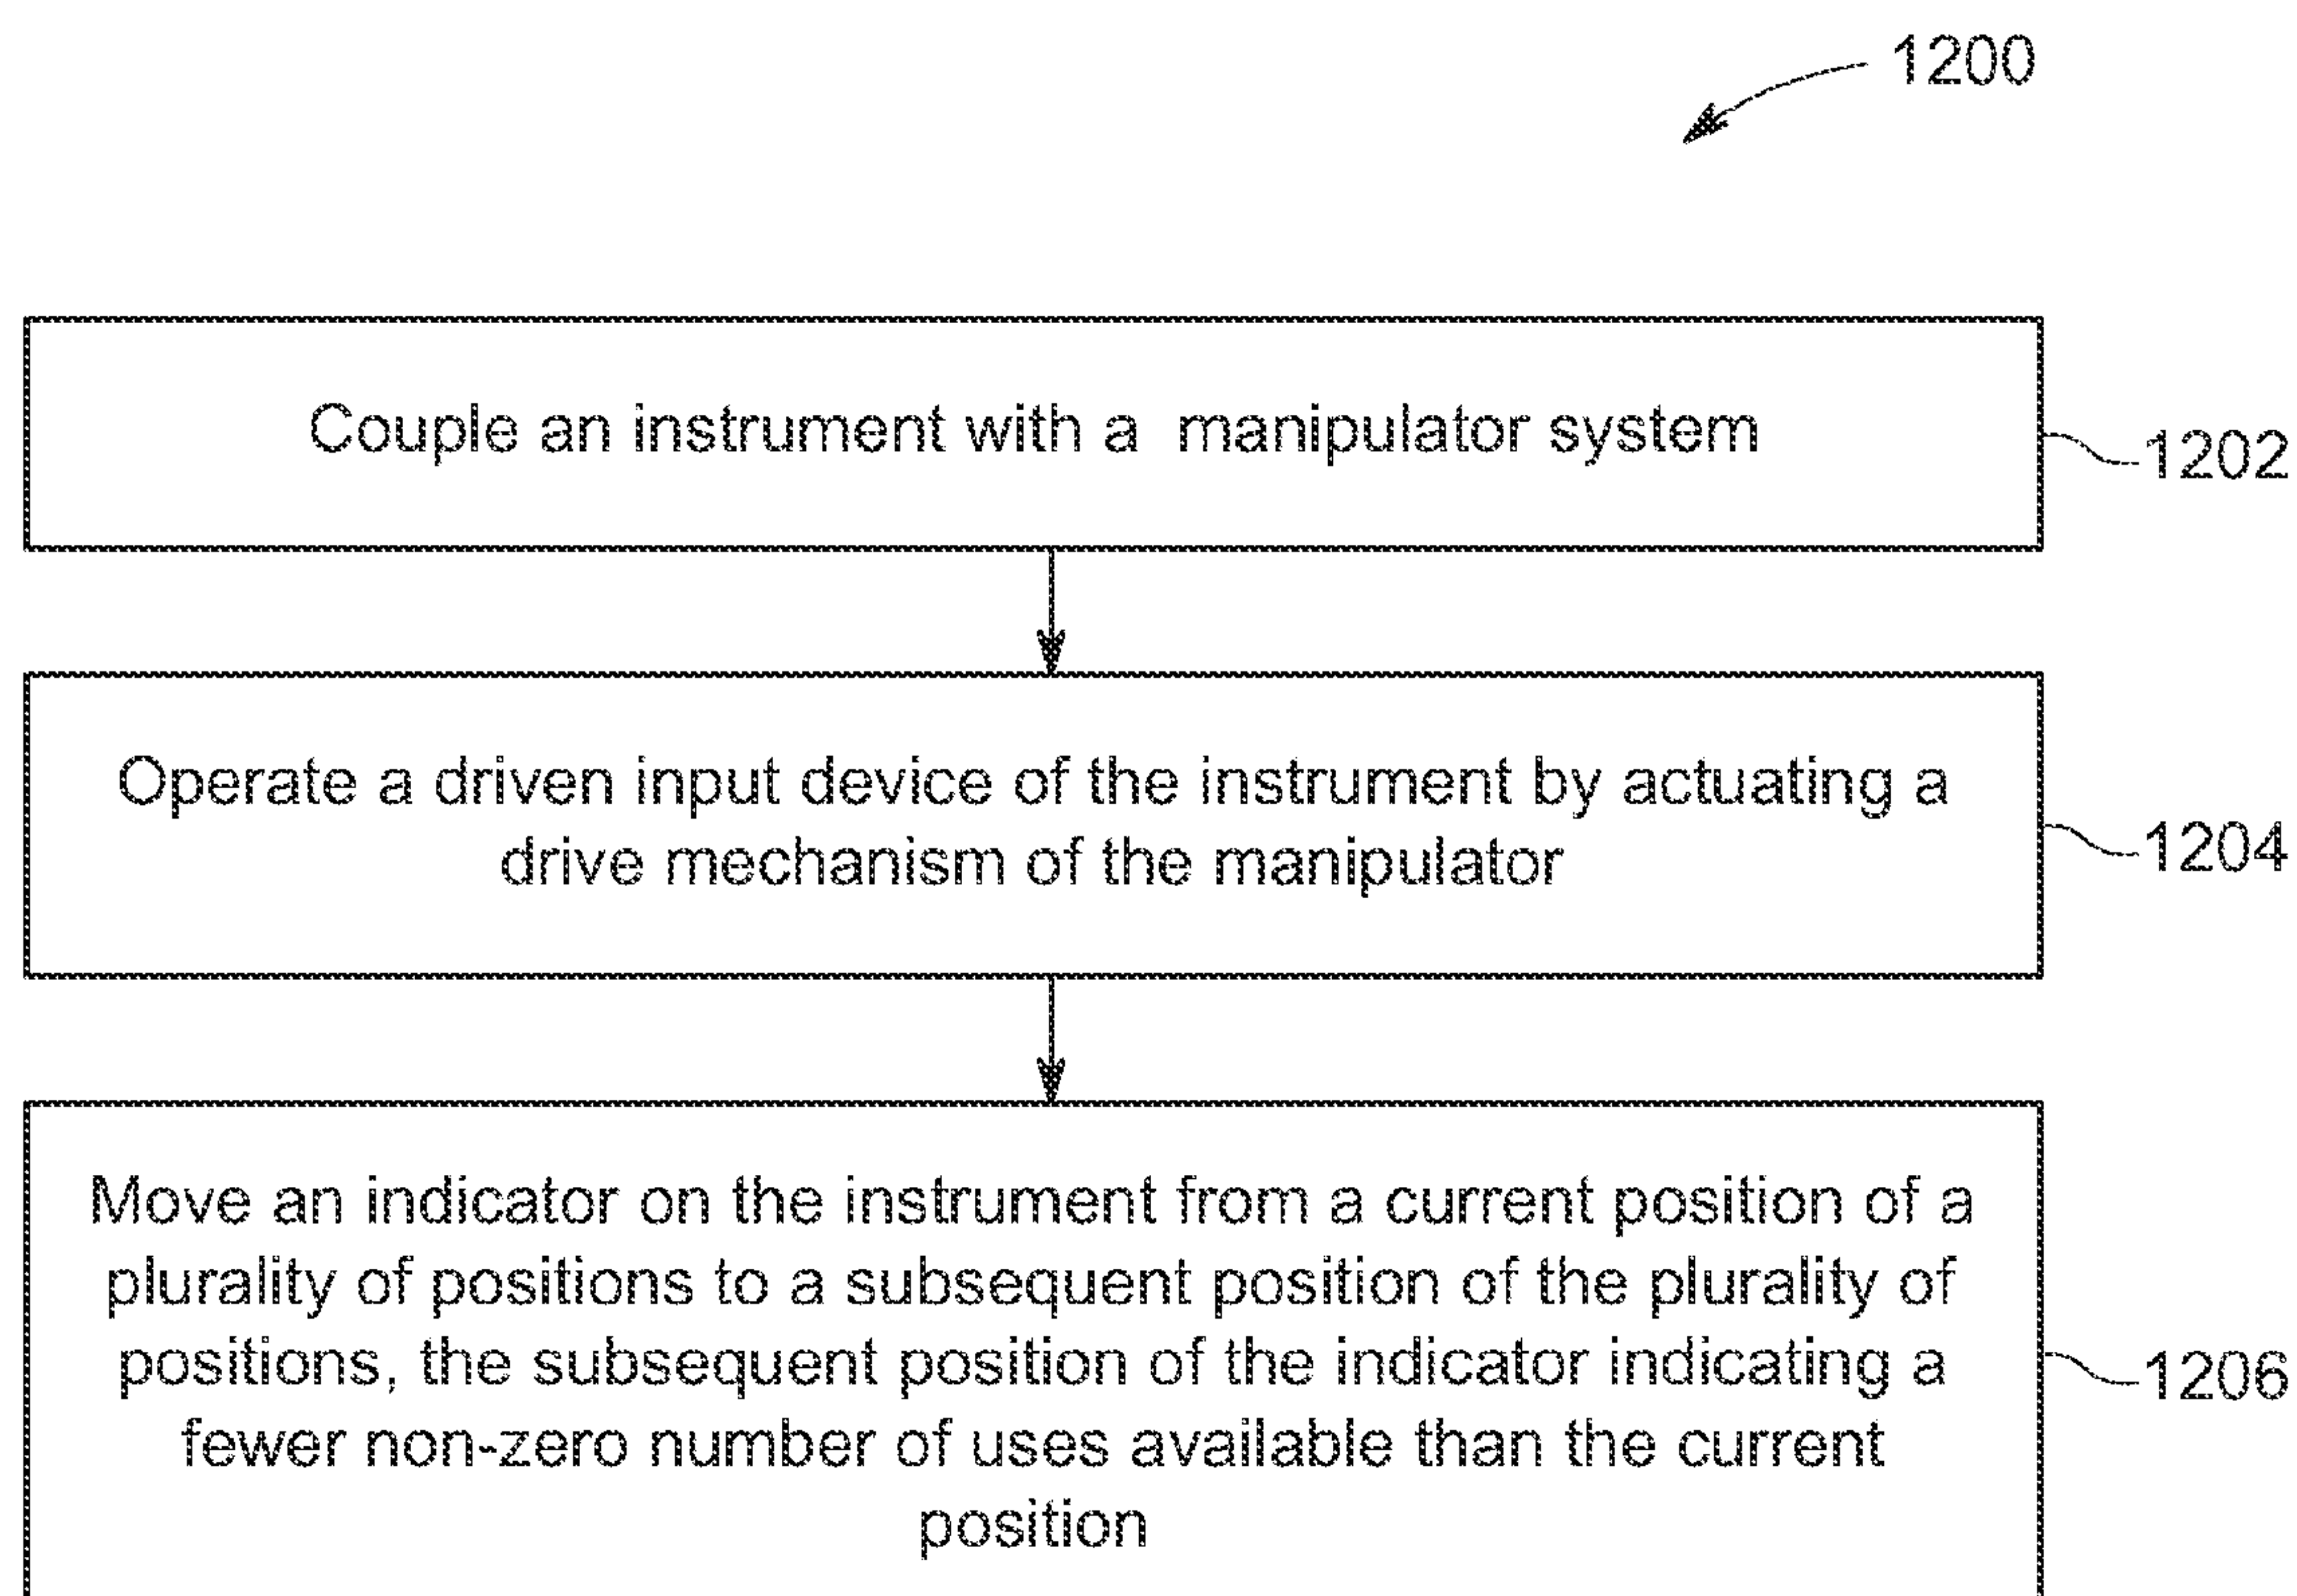 1200
Couple an instrument with a manipulator system
1202
Operate a driven input device of the instrument by actuating a
drive mechanism of the manipulator
1204
Move an indicator on the instrument from a current position of a
plurality of positions to a subsequent position of the plurality of
positions, the subsequent position of the indicator indicating a
fewer non-zero number of uses available than the current
position
1206